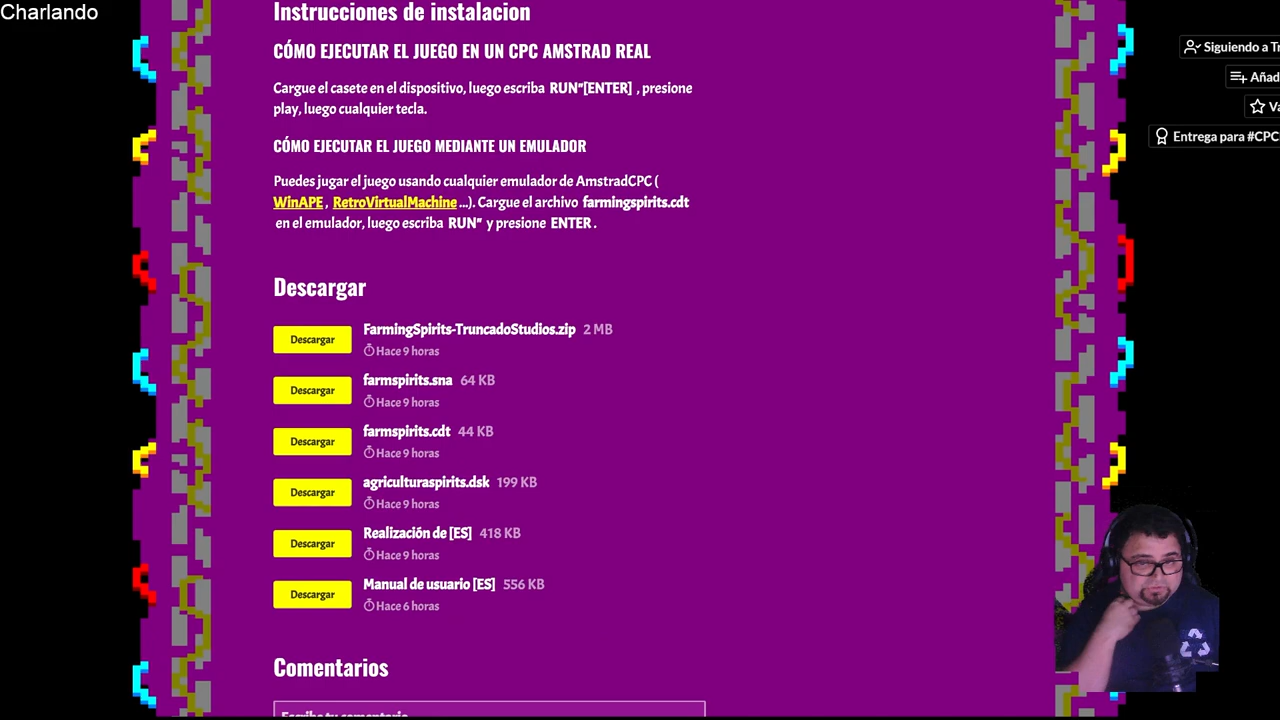 Charlando
Instrucciones de instalacion
CÓMO EJECUTAR EL JUEGO EN UN CPC AMSTRAD REAL
Cargue el casete en el dispositivo, luego escriba RUN"[ENTER] , presione
play, luego cualquier tecla.
CÓMO EJECUTAR EL JUEGO MEDIANTE UN EMULADOR
Puedes jugar el juego usando cualquier emulador de AmstradCPC (
WinAPE , RetroVirtualMachine ...). Cargue el archivo farmingspirits.cdt
en el emulador, luego escriba RUN" y presione ENTER .
Descargar
Descargar FarmingSpirits-TruncadoStudios.zip 2 MB
Hace 9 horas
Descargar farmspirits.sna 64 KB
Hace 9 horas
Descargar farmspirits.cdt 44 KB
Hace 9 horas
Descargar agriculturaspirits.dsk 199 KB
Hace 9 horas
Descargar Realización de [ES] 418 KB
Hace 9 horas
Descargar Manual de usuario [ES] 556 KB
Hace 6 horas
Comentarios
Escribe tu comentario
Siguiendo a Tr
Añad
Va
Entrega para #CPC